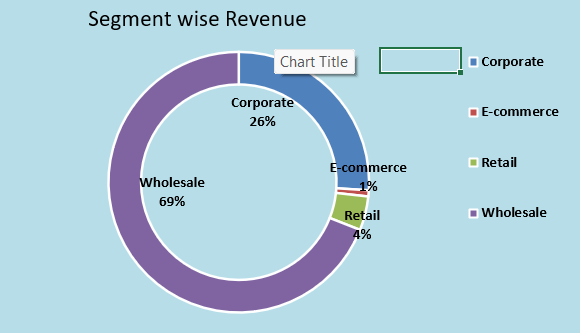 Segment wise Revenue
Chart Title
Corporate
Corporate
26%
E-commerce
E-commerce
1%
Retail
Wholesale
69%
Retail
4%
Wholesale